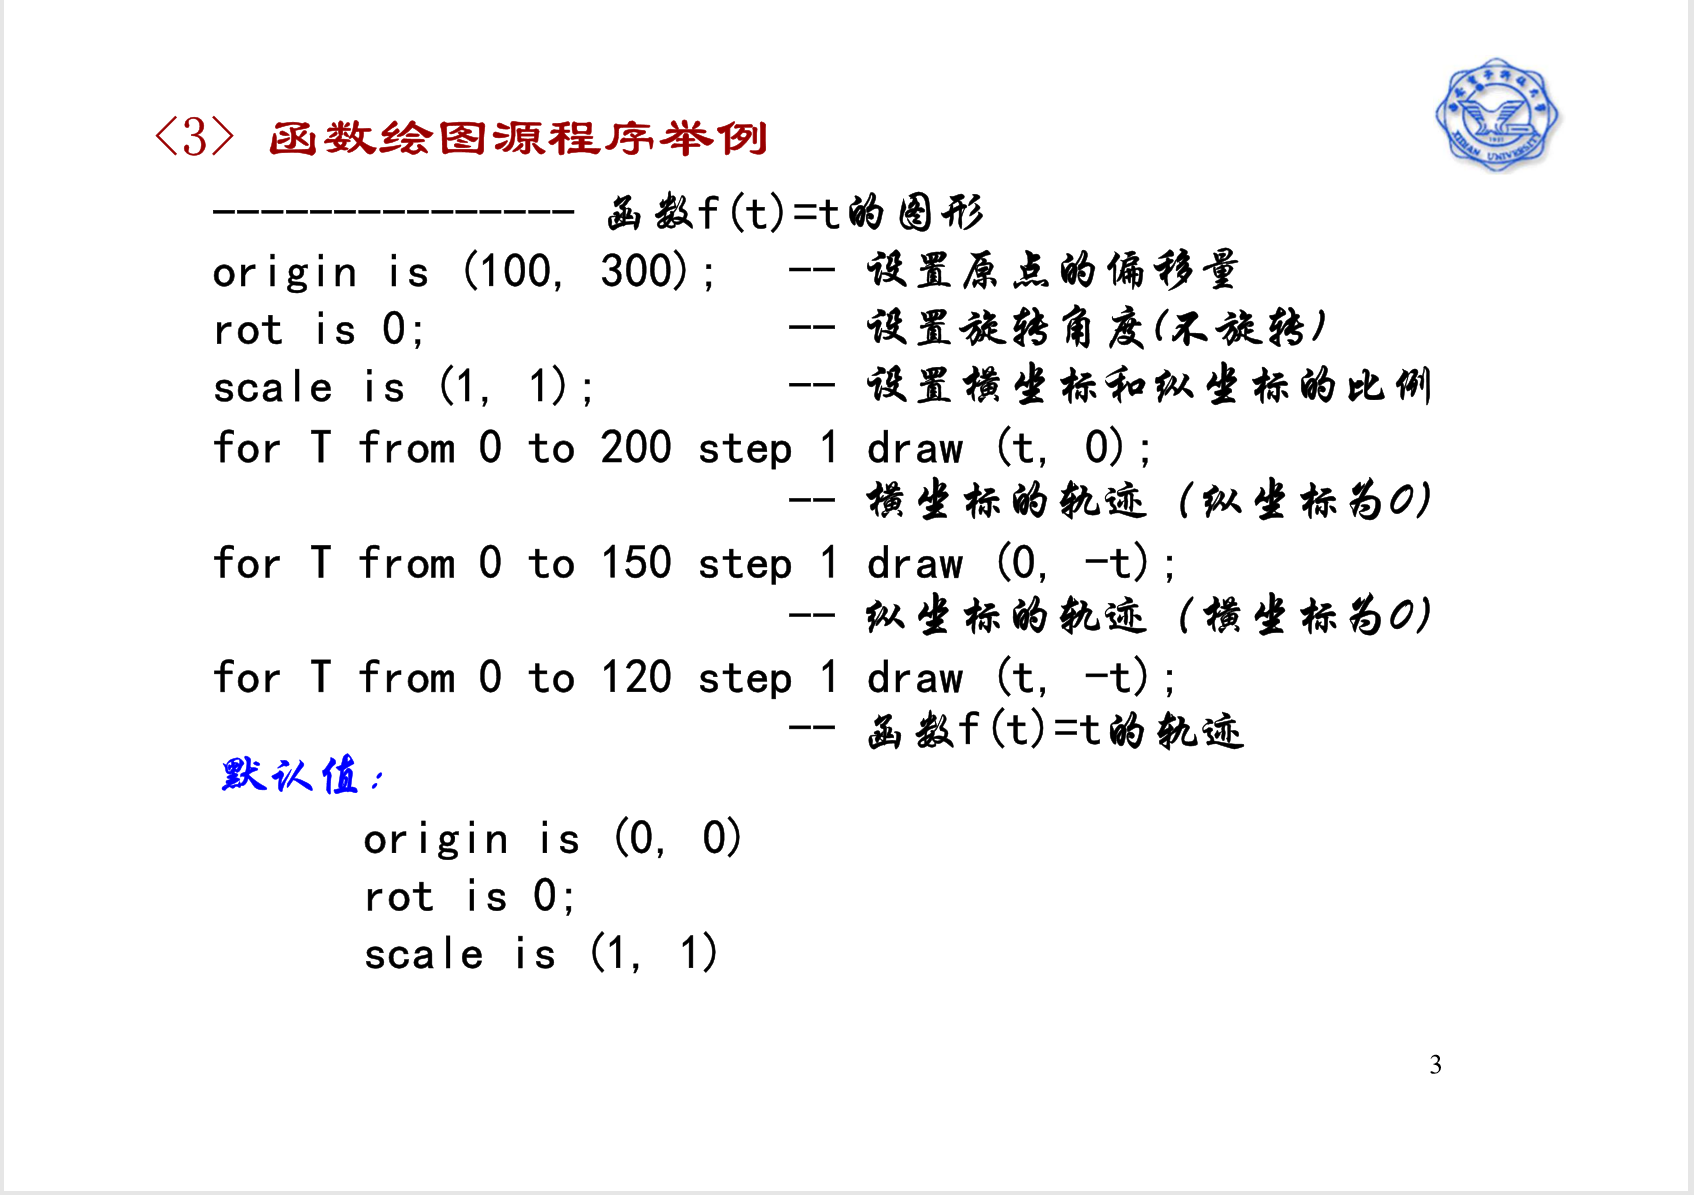 <3> 函数绘图源程序举例
--------------- 函数f(t)=t的图形
origin is (100, 300); -- 设置原点的偏移量
rot is 0; -- 设置旋转角度(不旋转)
scale is (1, 1); -- 设置横坐标和纵坐标的比例
for T from 0 to 200 step 1 draw (t, 0);
-- 横坐标的轨迹 (纵坐标为0)
for T from 0 to 150 step 1 draw (0, -t);
-- 纵坐标的轨迹 (横坐标为0)
for T from 0 to 120 step 1 draw (t, -t);
-- 函数f(t)=t的轨迹
默认值:
origin is (0, 0)
rot is 0;
scale is (1, 1)
3
XIDIAN UNIVERSITY